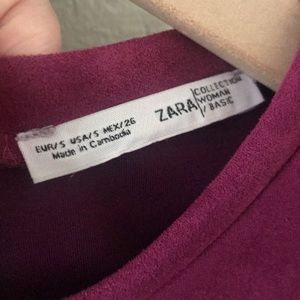 EUR/S USA/S MEX/26
Made in Cambodia
ZARA
COLLECTION
WOMAN
/ BASIC